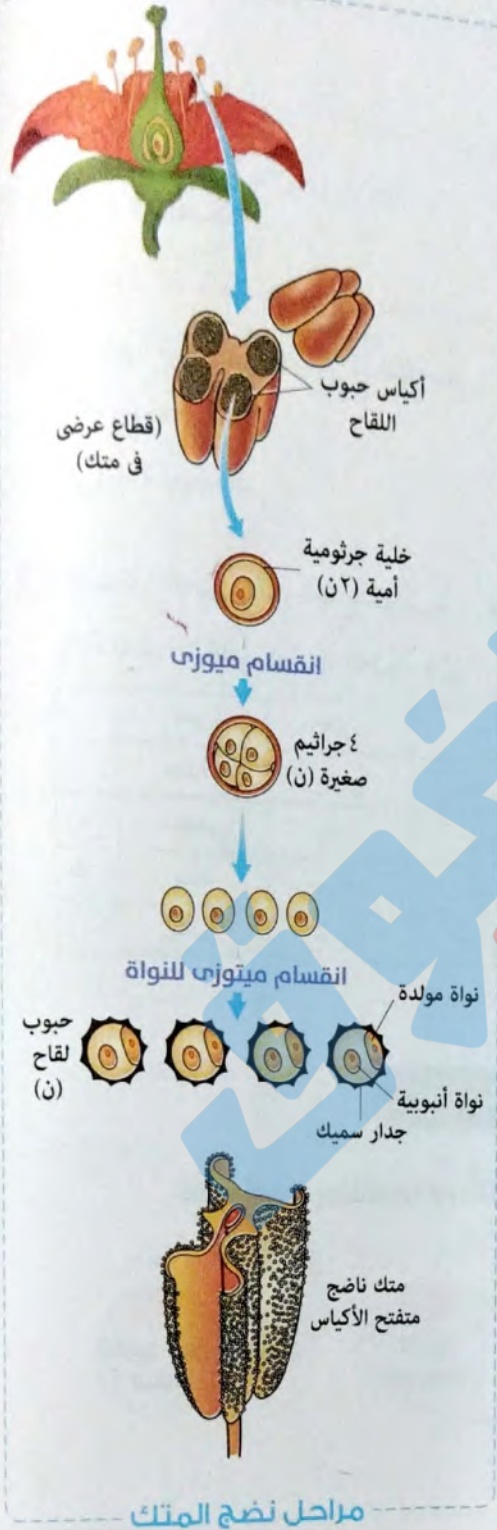 أكياس حبوب
اللقاح
(قطاع عرضى
فى متك)
خلية جرثومية
أمية (٢ن)
انقسام ميوزى
٤ جراثيم
صغيرة (ن)
انقسام ميتوزى للنواة
نواة مولدة
حبوب
لقاح
(ن)
نواة أنبوبية
جدار سميك
متك ناضج
متفتح الأكياس
مراحل نضج المتك